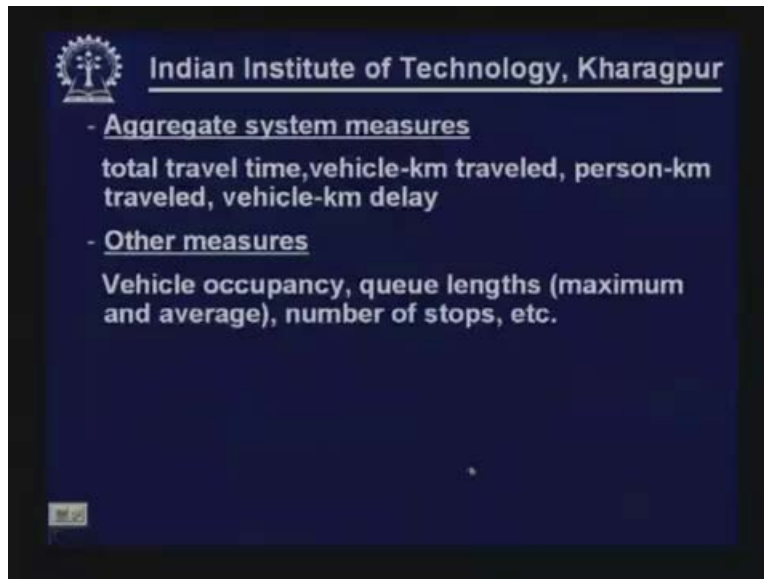 Indian Institute of Technology, Kharagpur
- Aggregate system measures
total travel time,vehicle-km traveled, person-km
traveled, vehicle-km delay
- Other measures
Vehicle occupancy, queue lengths (maximum
and average), number of stops, etc.